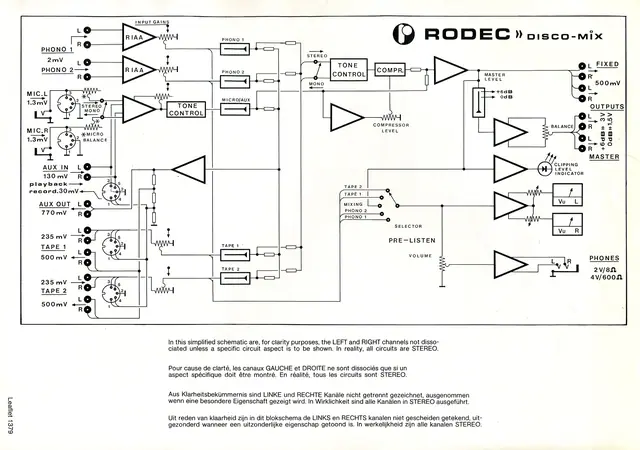 RODEC » DISCO-MIX
INPUT GAINS
L
R
PHONO 1
2mV
PHONO 2
L
R
RIAA
RIAA
PHONO 1
PHONO 2
MICRO/AUX
STEREO
MONO
TONE CONTROL
COMPR.
COMPRESSOR LEVEL
MASTER LEVEL
+6dB
0dB
L FIXED
R
500mV
L
R
OUTPUTS
L
R
L
R
BALANCE
MASTER
CLIPPING LEVEL INDICATOR
MIC.L
1.3mV
STEREO
MONO
MIC.R
1.3mV
MICRO BALANCE
TONE CONTROL
AUX IN
L
R
130mV
playback
record.30mV
AUX OUT
L
R
770mV
235mV
L
R
TAPE 1
L
500mV
R
235mV
L
R
TAPE 2
L
500mV
R
TAPE 1
TAPE 2
TAPE 2
TAPE 1
MIXING
PHONO 2
PHONO 1
SELECTOR
PRE-LISTEN
VOLUME
Vu L
Vu R
L R
PHONES
2V/8Ω
4V/600Ω
In this simplified schematic are, for clarity purposes, the LEFT and RIGHT channels not disso-
ciated unless a specific circuit aspect is to be shown. In reality, all circuits are STEREO.
Pour cause de clarté, les canaux GAUCHE et DROITE ne sont dissociés que si un
aspect spécifique doit être montré. En réalité, tous les circuits sont STEREO.
Aus Klarheitsbekümmernis sind LINKE und RECHTE Kanäle nicht getrennt gezeichnet, ausgenommen
wenn eine besondere Eigenschaft gezeigt wird. In Wirklichkeit sind alle Kanälen in STEREO ausgeführt.
Uit reden van klaarheid zijn in dit blokschema de LINKS en RECHTS kanalen niet gescheiden getekend, uit-
gezonderd wanneer een uitzonderlijke eigenschap getoond is. In werkelijkheid zijn alle kanalen STEREO.
Leaflet 1379